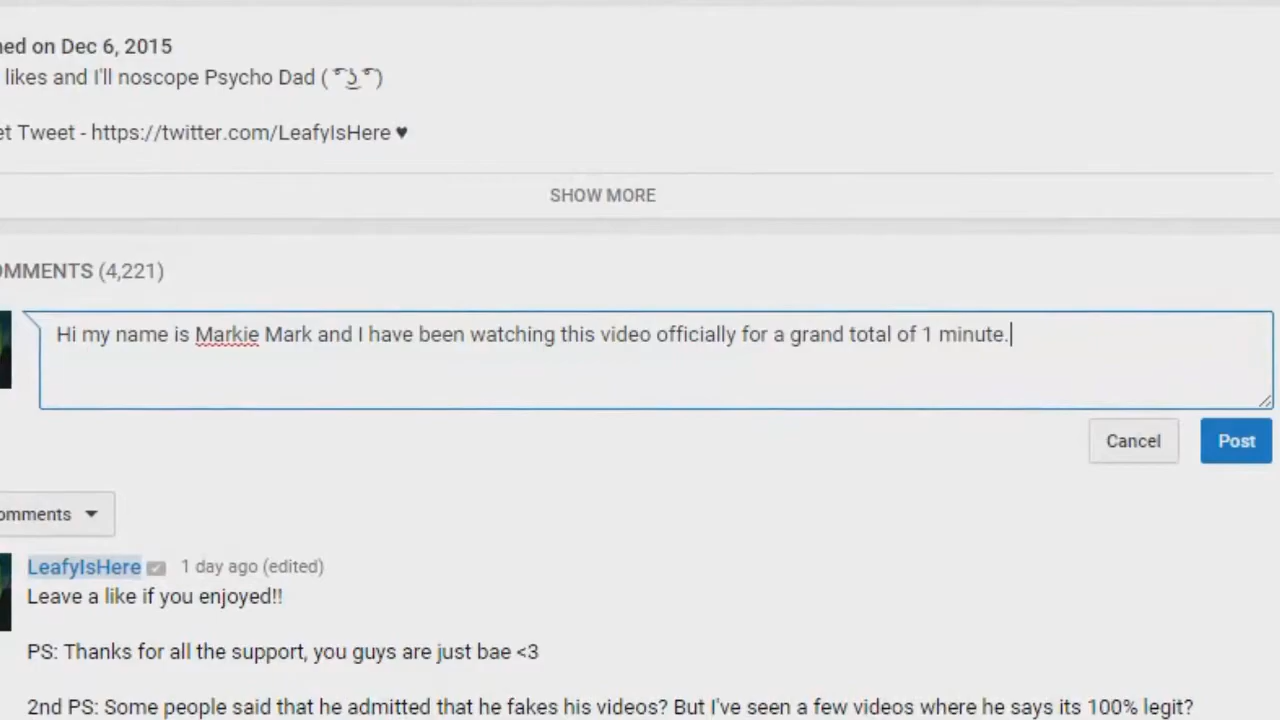 ed on Dec 6, 2015
likes and I'll noscope Psycho Dad ( ͡° ͜ʖ ͡°)
et Tweet - https://twitter.com/LeafyIsHere ♥
SHOW MORE
OMMENTS (4,221)
Hi my name is Markie Mark and I have been watching this video officially for a grand total of 1 minute.
Cancel
Post
omments
LeafyIsHere 1 day ago (edited)
Leave a like if you enjoyed!!
PS: Thanks for all the support, you guys are just bae <3
2nd PS: Some people said that he admitted that he fakes his videos? But I've seen a few videos where he says its 100% legit?